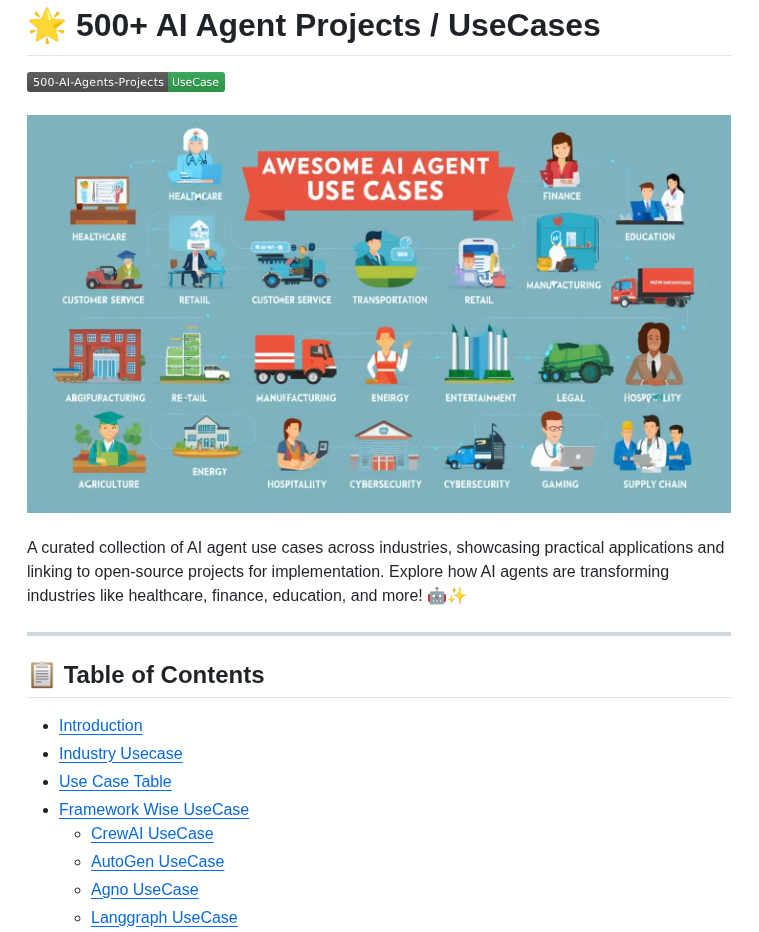 🌟 500+ AI Agent Projects / UseCases
500-AI-Agents-Projects UseCase
AWESOME AI AGENT
USE CASES
HEALTHCARE
FINANCE
HEALTHCARE
EDUCATION
CUSTOMER SERVICE
RETAIIL
CUSTOMER SERVICE
TRANSPORTATION
RETAIL
MANUFACTURING
ARGIFUPACTURING
RE-TAIL
MANUFFACTURING
ENEIRGY
ENTERTAINMENT
LEGAL
HOSPITALITY
AGRICULTURE
ENERGY
HOSPITALIITY
CYBERSECURITY
CYBERSEURITY
GAMING
SUPPLY CHAIN
A curated collection of AI agent use cases across industries, showcasing practical applications and
linking to open-source projects for implementation. Explore how AI agents are transforming
industries like healthcare, finance, education, and more! 🤖✨
📋 Table of Contents
Introduction
Industry Usecase
Use Case Table
Framework Wise UseCase
CrewAI UseCase
AutoGen UseCase
Agno UseCase
Langgraph UseCase